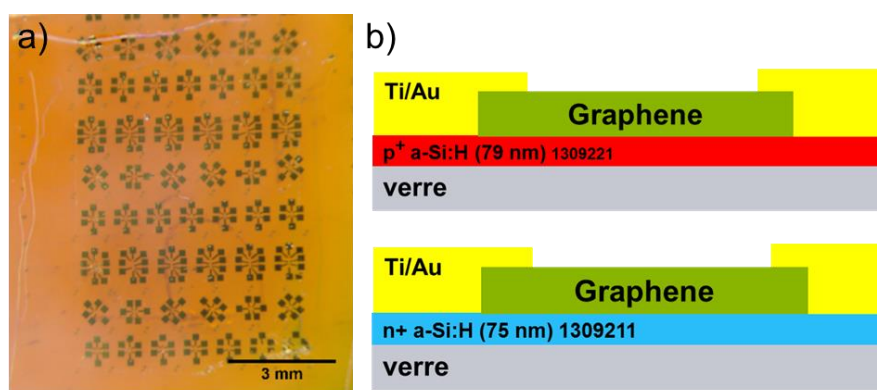 a)
3 mm
b)
Ti/Au
Graphene
p+ a-Si:H (79 nm) 1309221
verre
Ti/Au
Graphene
n+ a-Si:H (75 nm) 1309211
verre